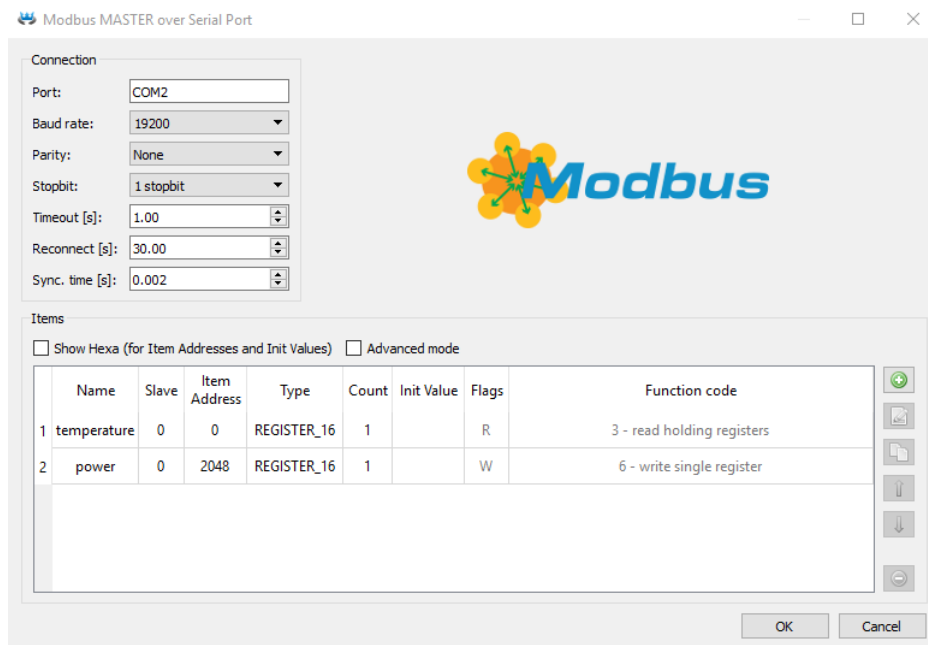 Modbus MASTER over Serial Port
Connection
Port: COM2
Baud rate: 19200
Parity: None
Stopbit: 1 stopbit
Timeout [s]: 1.00
Reconnect [s]: 30.00
Sync. time [s]: 0.002
Modbus
Items
Show Hexa (for Item Addresses and Init Values) Advanced mode
Name Slave Item Address Type Count Init Value Flags Function code
1 temperature 0 0 REGISTER_16 1 R 3 - read holding registers
2 power 0 2048 REGISTER_16 1 W 6 - write single register
OK Cancel